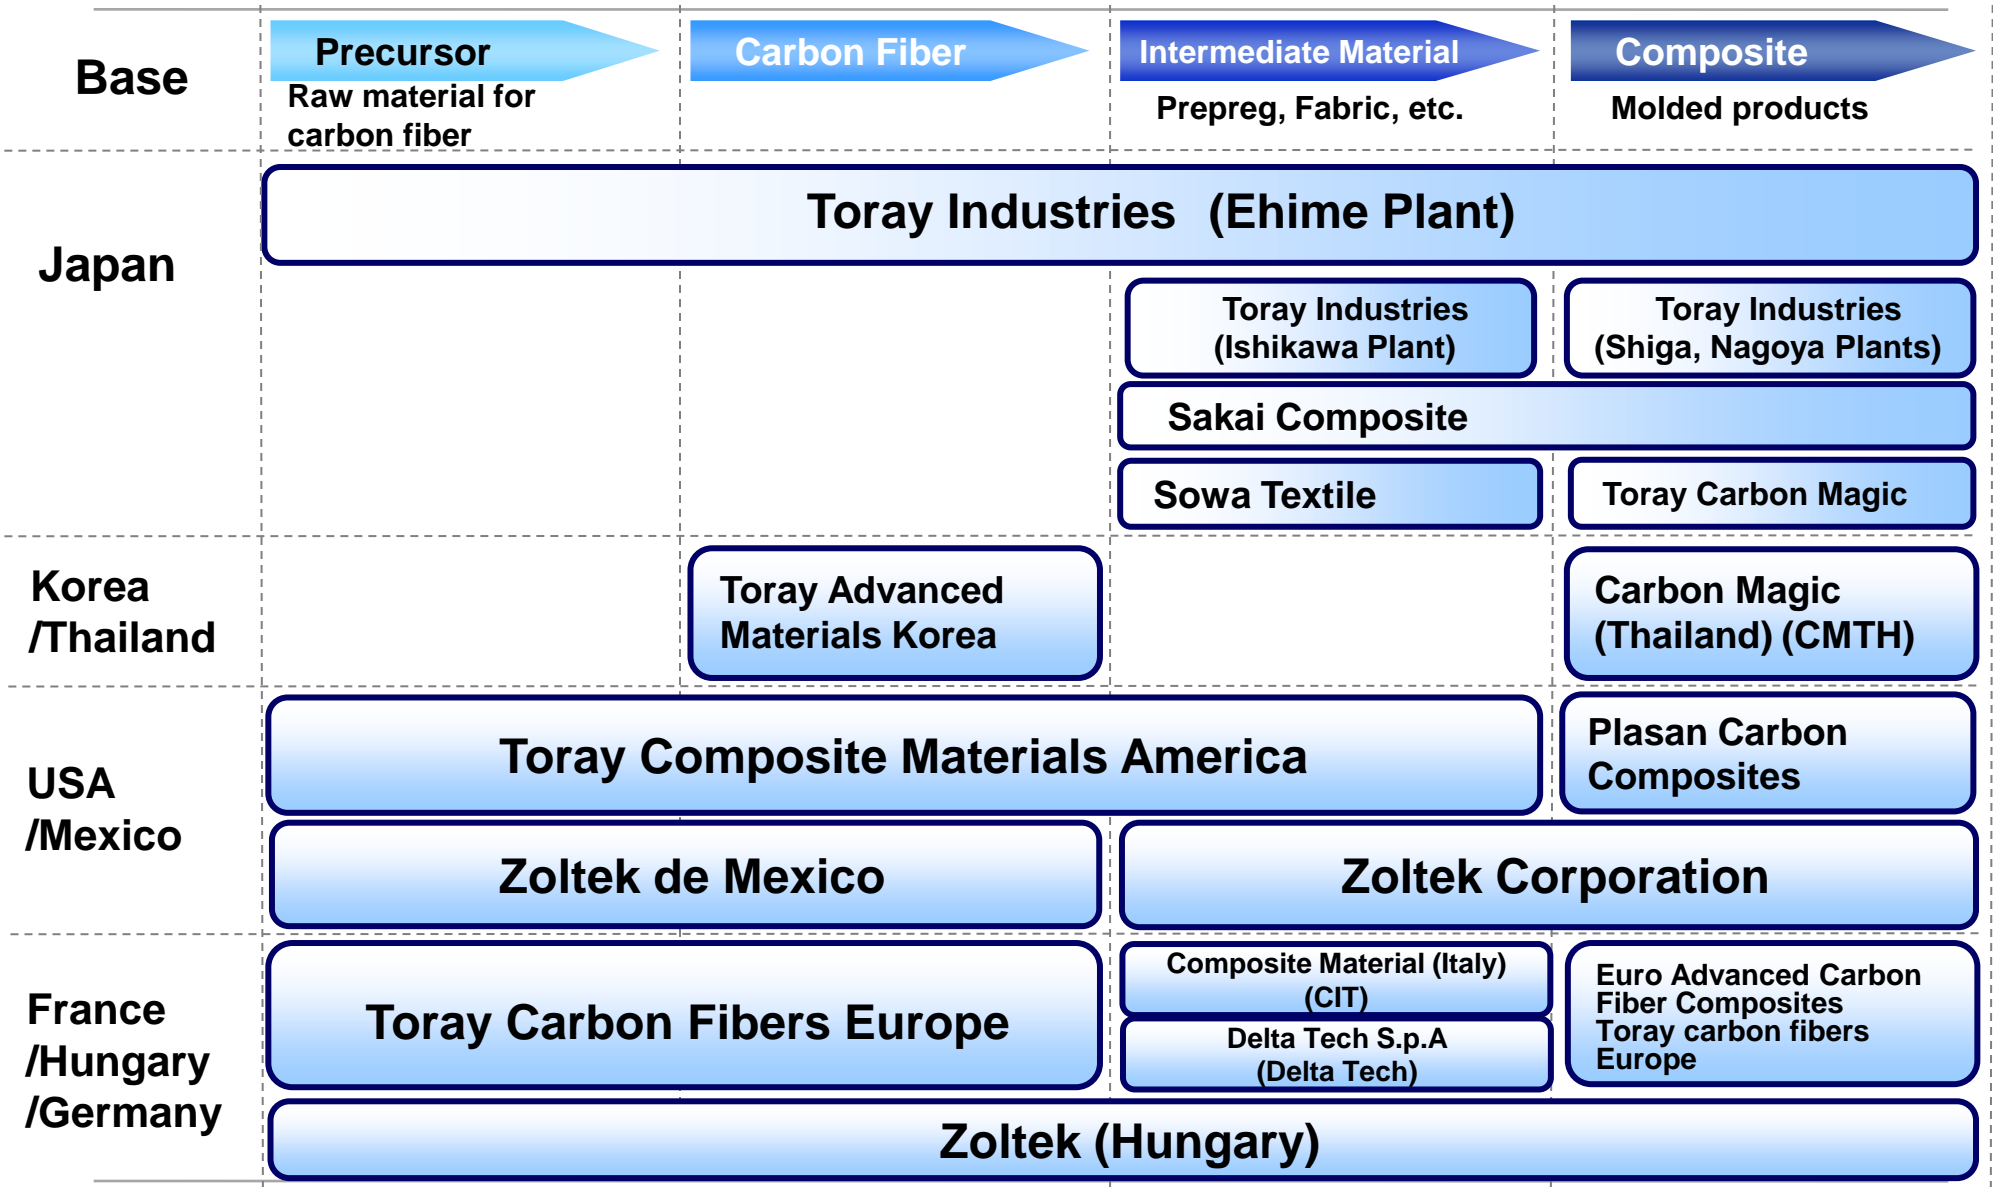 Base
Precursor
Raw material for
carbon fiber
Carbon Fiber
Intermediate Material
Prepreg, Fabric, etc.
Composite
Molded products
Japan
Toray Industries (Ehime Plant)
Toray Industries
(Ishikawa Plant)
Toray Industries
(Shiga, Nagoya Plants)
Sakai Composite
Sowa Textile
Toray Carbon Magic
Korea
/Thailand
Toray Advanced
Materials Korea
Carbon Magic
(Thailand) (CMTH)
USA
/Mexico
Toray Composite Materials America
Plasan Carbon
Composites
Zoltek de Mexico
Zoltek Corporation
France
/Hungary
/Germany
Toray Carbon Fibers Europe
Composite Material (Italy)
(CIT)
Delta Tech S.p.A
(Delta Tech)
Euro Advanced Carbon
Fiber Composites
Toray carbon fibers
Europe
Zoltek (Hungary)